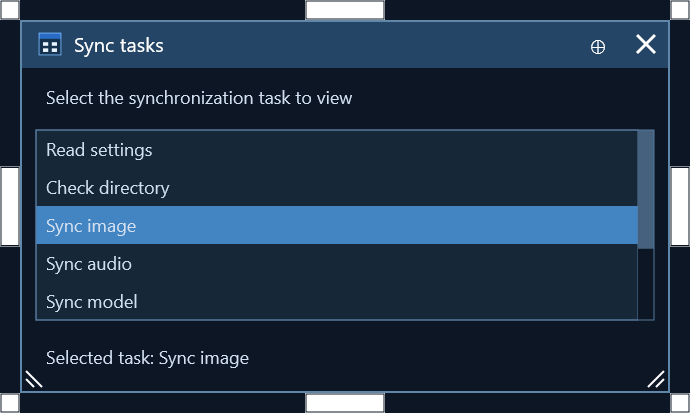 Sync tasks
Select the synchronization task to view
Read settings
Check directory
Sync image
Sync audio
Sync model
Selected task: Sync image